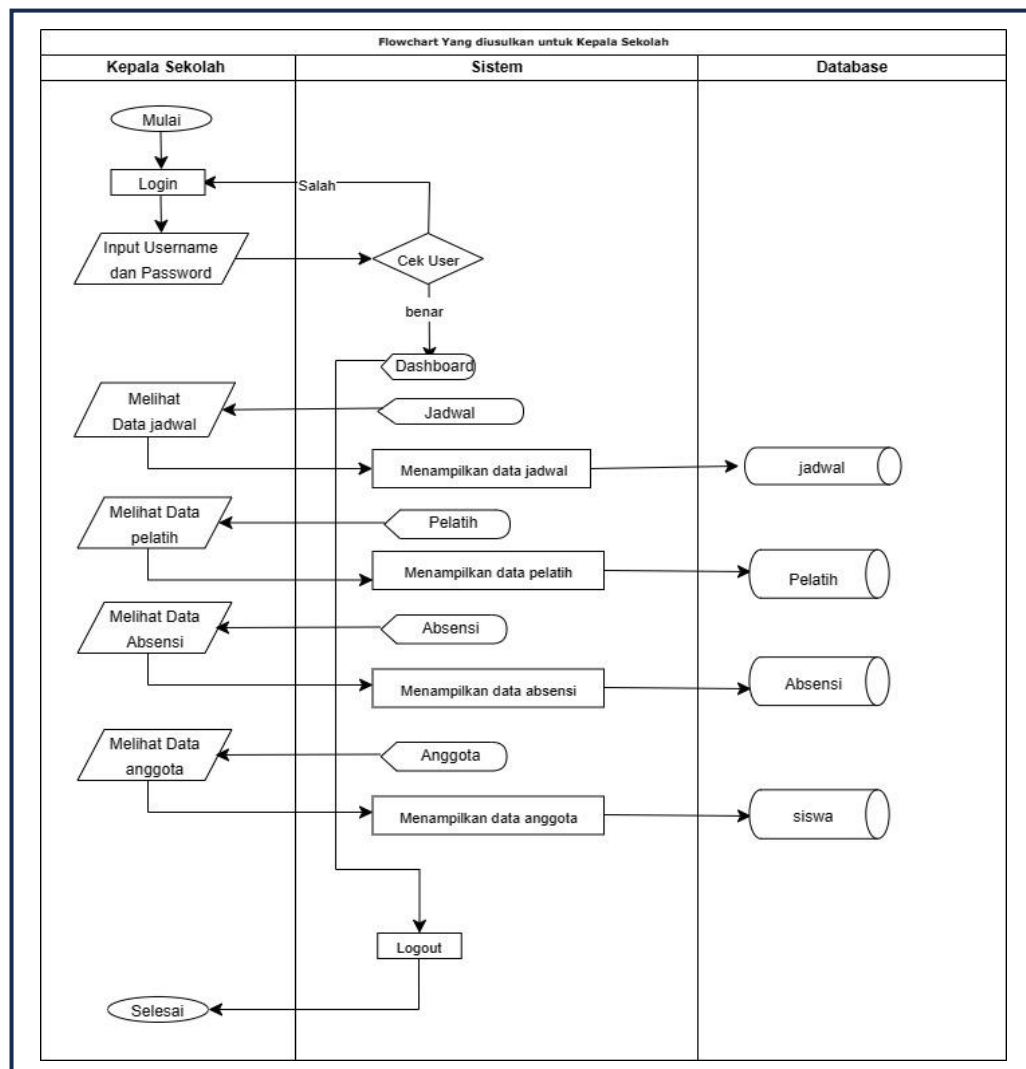 Flowchart Yang diusulkan untuk Kepala Sekolah
Kepala Sekolah
Sistem
Database
Mulai
Login
Salah
Input Username
dan Password
Cek User
benar
Dashboard
Melihat
Data jadwal
Jadwal
Menampilkan data jadwal
jadwal
Melihat Data
pelatih
Pelatih
Menampilkan data pelatih
Pelatih
Melihat Data
Absensi
Absensi
Menampilkan data absensi
Absensi
Melihat Data
anggota
Anggota
Menampilkan data anggota
siswa
Logout
Selesai